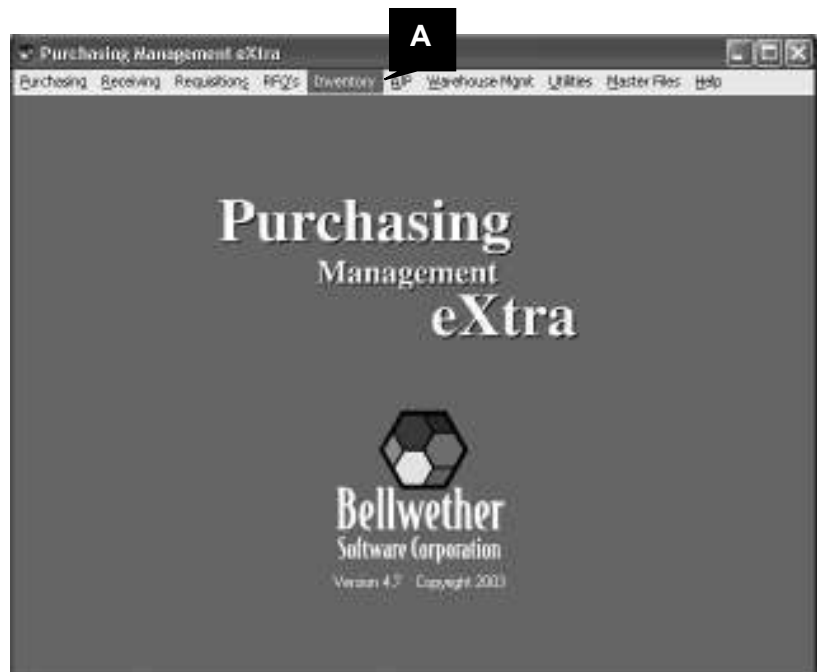 A
Purchasing Management eXtra
Purchasing Receiving Requisitions RFQ's Inventory WIP Warehouse Mgmt Utilities Master Files Help
Purchasing
Management
eXtra
Bellwether
Software Corporation
Version 4.7 Copyright 2003